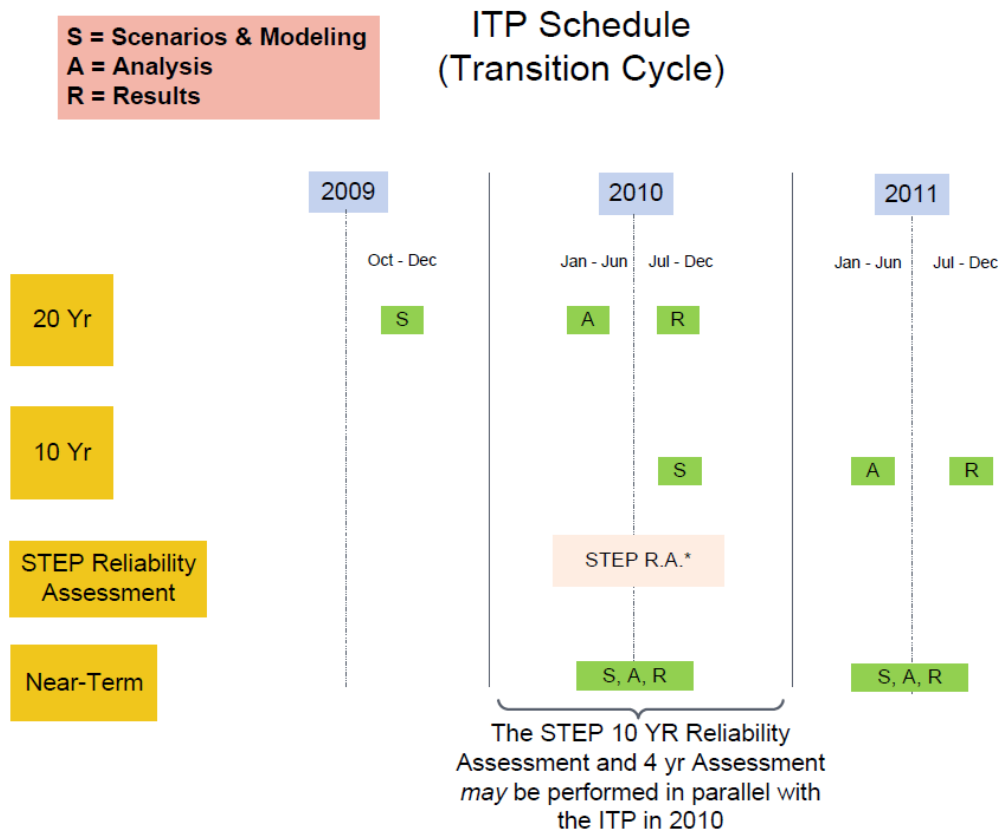 S = Scenarios & Modeling
A = Analysis
R = Results
ITP Schedule
(Transition Cycle)
2009
2010
2011
Oct - Dec
Jan - Jun
Jul - Dec
Jan - Jun
Jul - Dec
20 Yr
S
A
R
10 Yr
S
A
R
STEP Reliability
Assessment
STEP R.A.*
Near-Term
S, A, R
S, A, R
The STEP 10 YR Reliability
Assessment and 4 yr Assessment
may be performed in parallel with
the ITP in 2010